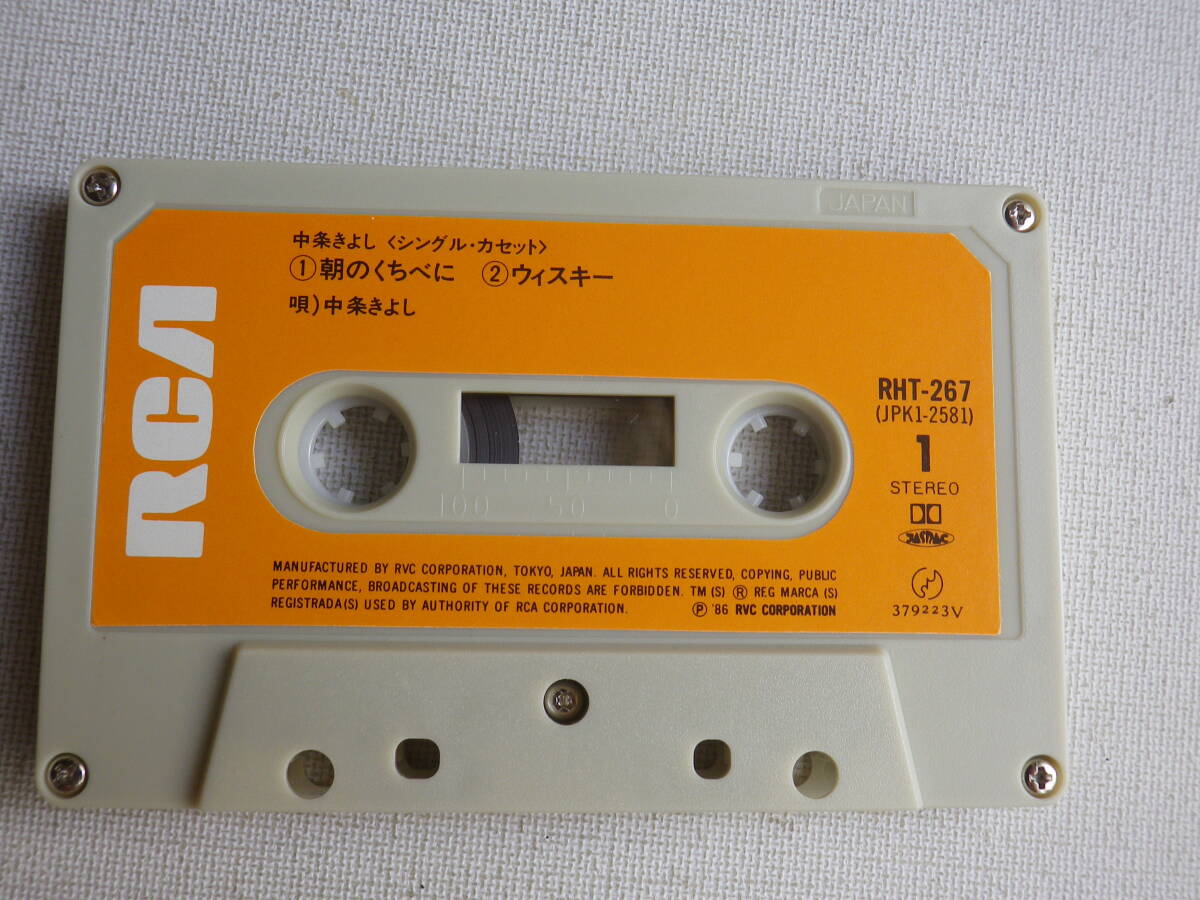 JAPAN
中条きよし〈シングル・カセット〉
①朝のくちべに ②ウィスキー
唄)中条きよし
RCA
RHT-267
(JPK1-2581)
1
STEREO
JASRAC
100 50 0
MANUFACTURED BY RVC CORPORATION, TOKYO, JAPAN. ALL RIGHTS RESERVED, COPYING, PUBLIC
PERFORMANCE, BROADCASTING OF THESE RECORDS ARE FORBIDDEN. TM(S) Ⓡ REG MARCA(S)
REGISTRADA(S) USED BY AUTHORITY OF RCA CORPORATION. Ⓟ '86 RVC CORPORATION
379223V